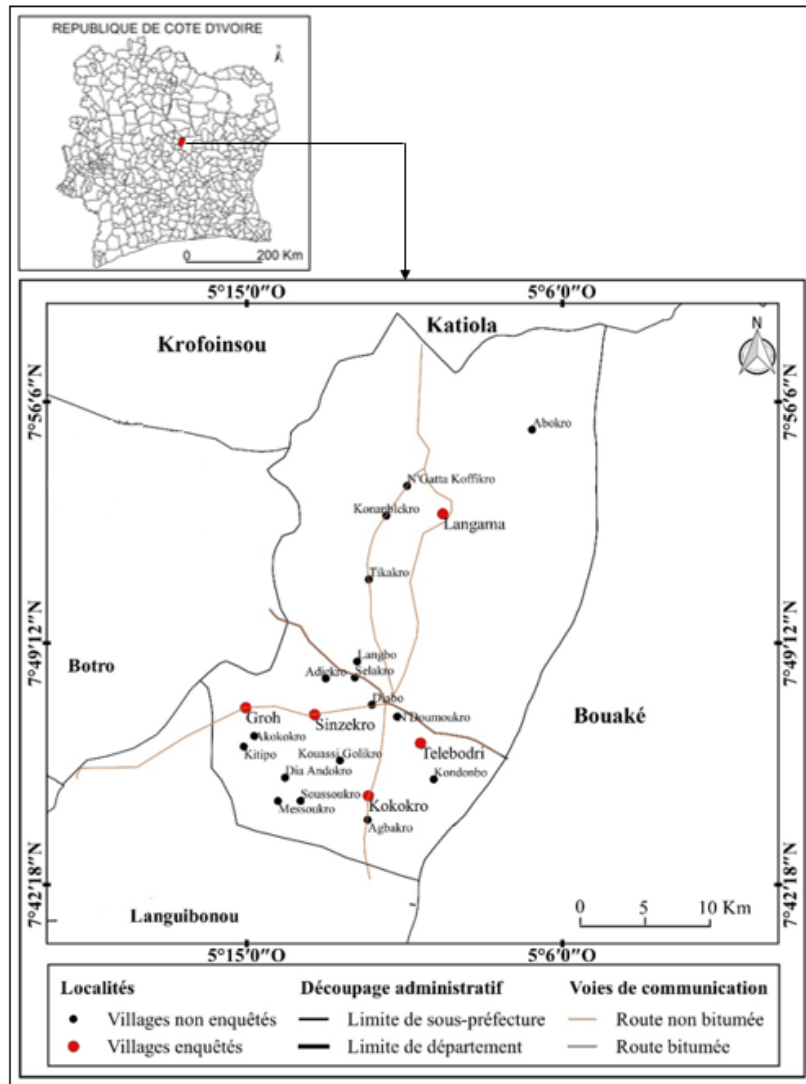 REPUBLIQUE DE COTE D'IVOIRE
N
0 200 Km
5°15'0"O 5°6'0"O
Katiola
Krofoinsou
N
7°56'6"N 7°56'6"N
Abokro
N'Gatta Koffikro
Konanblekro
Langama
Tikakro
7°49'12"N 7°49'12"N
Langbo
Botro
Adiekro
Selakro
Diabo
Bouaké
Groh
Sinzekro
N'Doumoukro
Akokokro
Kitipo
Kouassi Golikro
Telebodri
Dia Andokro
Kondonbo
Soussoukro
Kokokro
Messoukro
Agbakro
7°42'18"N 7°42'18"N
Languibonou
0 5 10 Km
5°15'0"O 5°6'0"O
Localités Découpage administratif Voies de communication
Villages non enquêtés Limite de sous-préfecture Route non bitumée
Villages enquêtés Limite de département Route bitumée